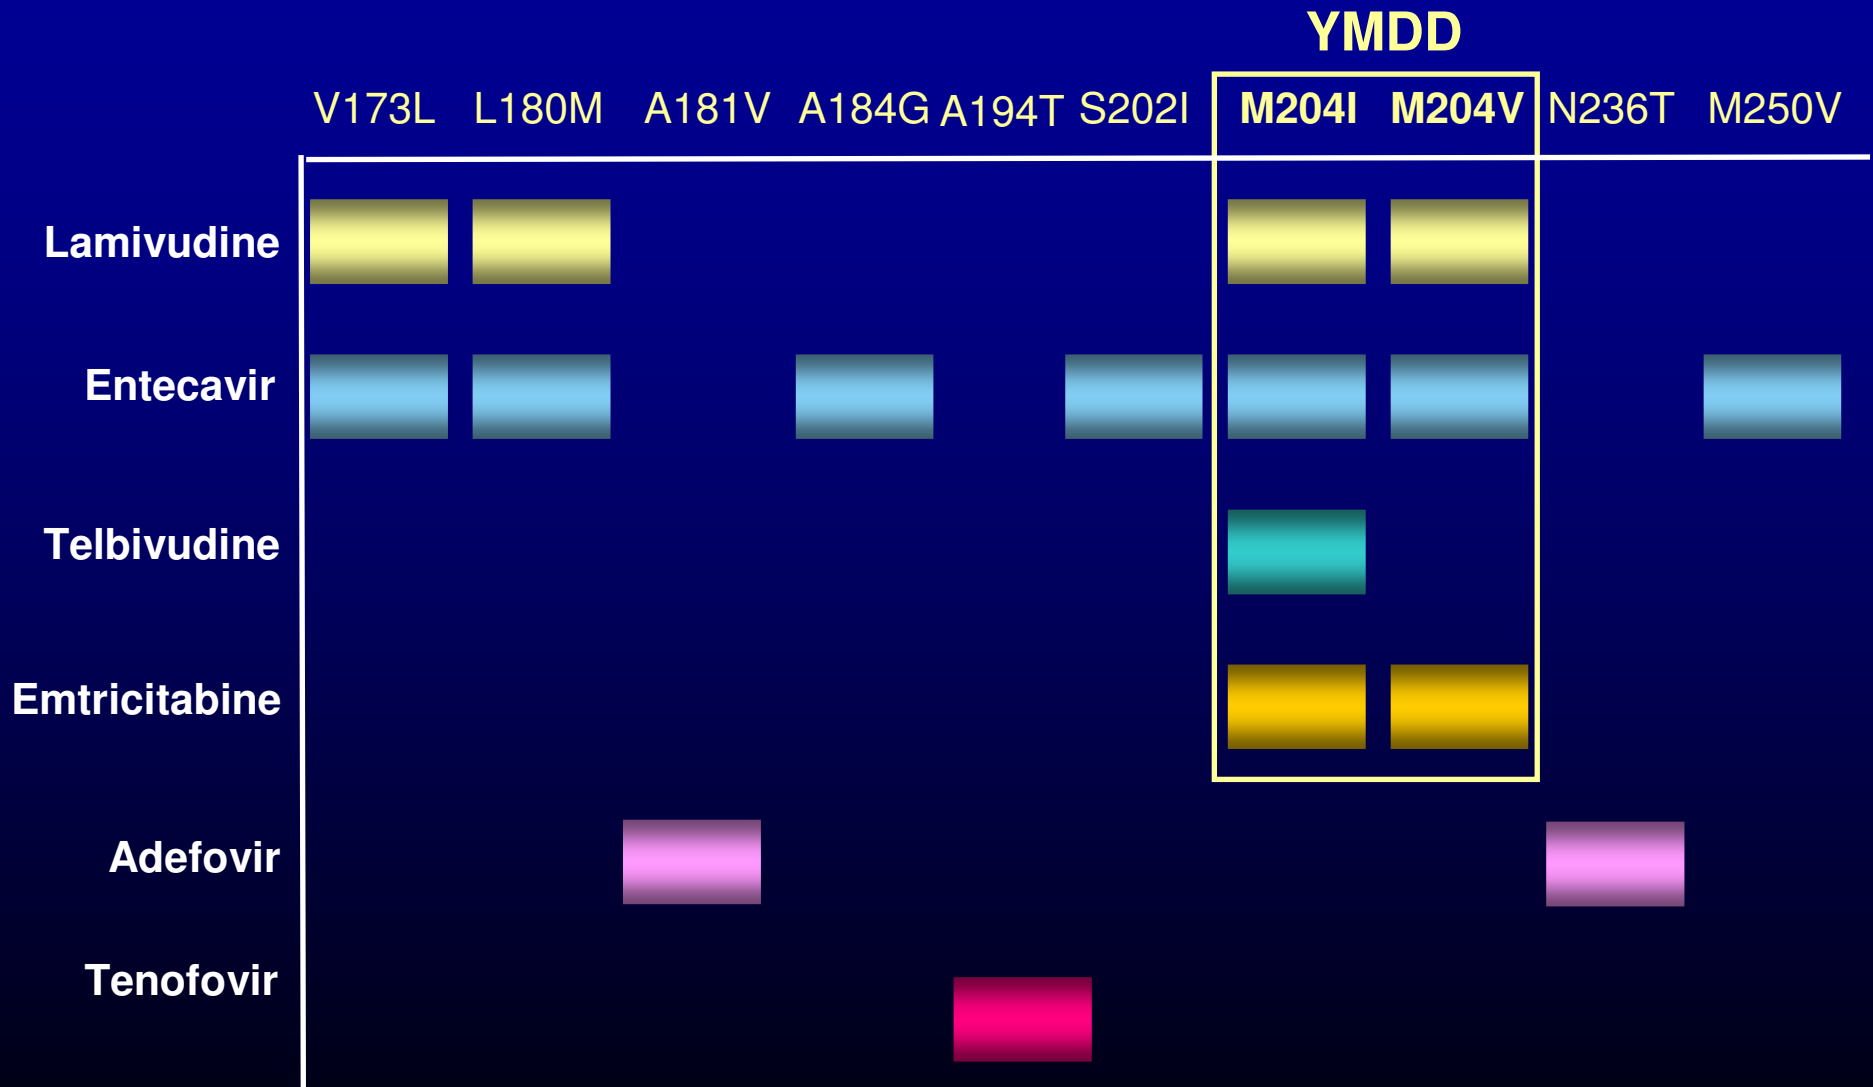 YMDD
V173L L180M A181V A184G A194T S202I M204I M204V N236T M250V
Lamivudine
Entecavir
Telbivudine
Emtricitabine
Adefovir
Tenofovir